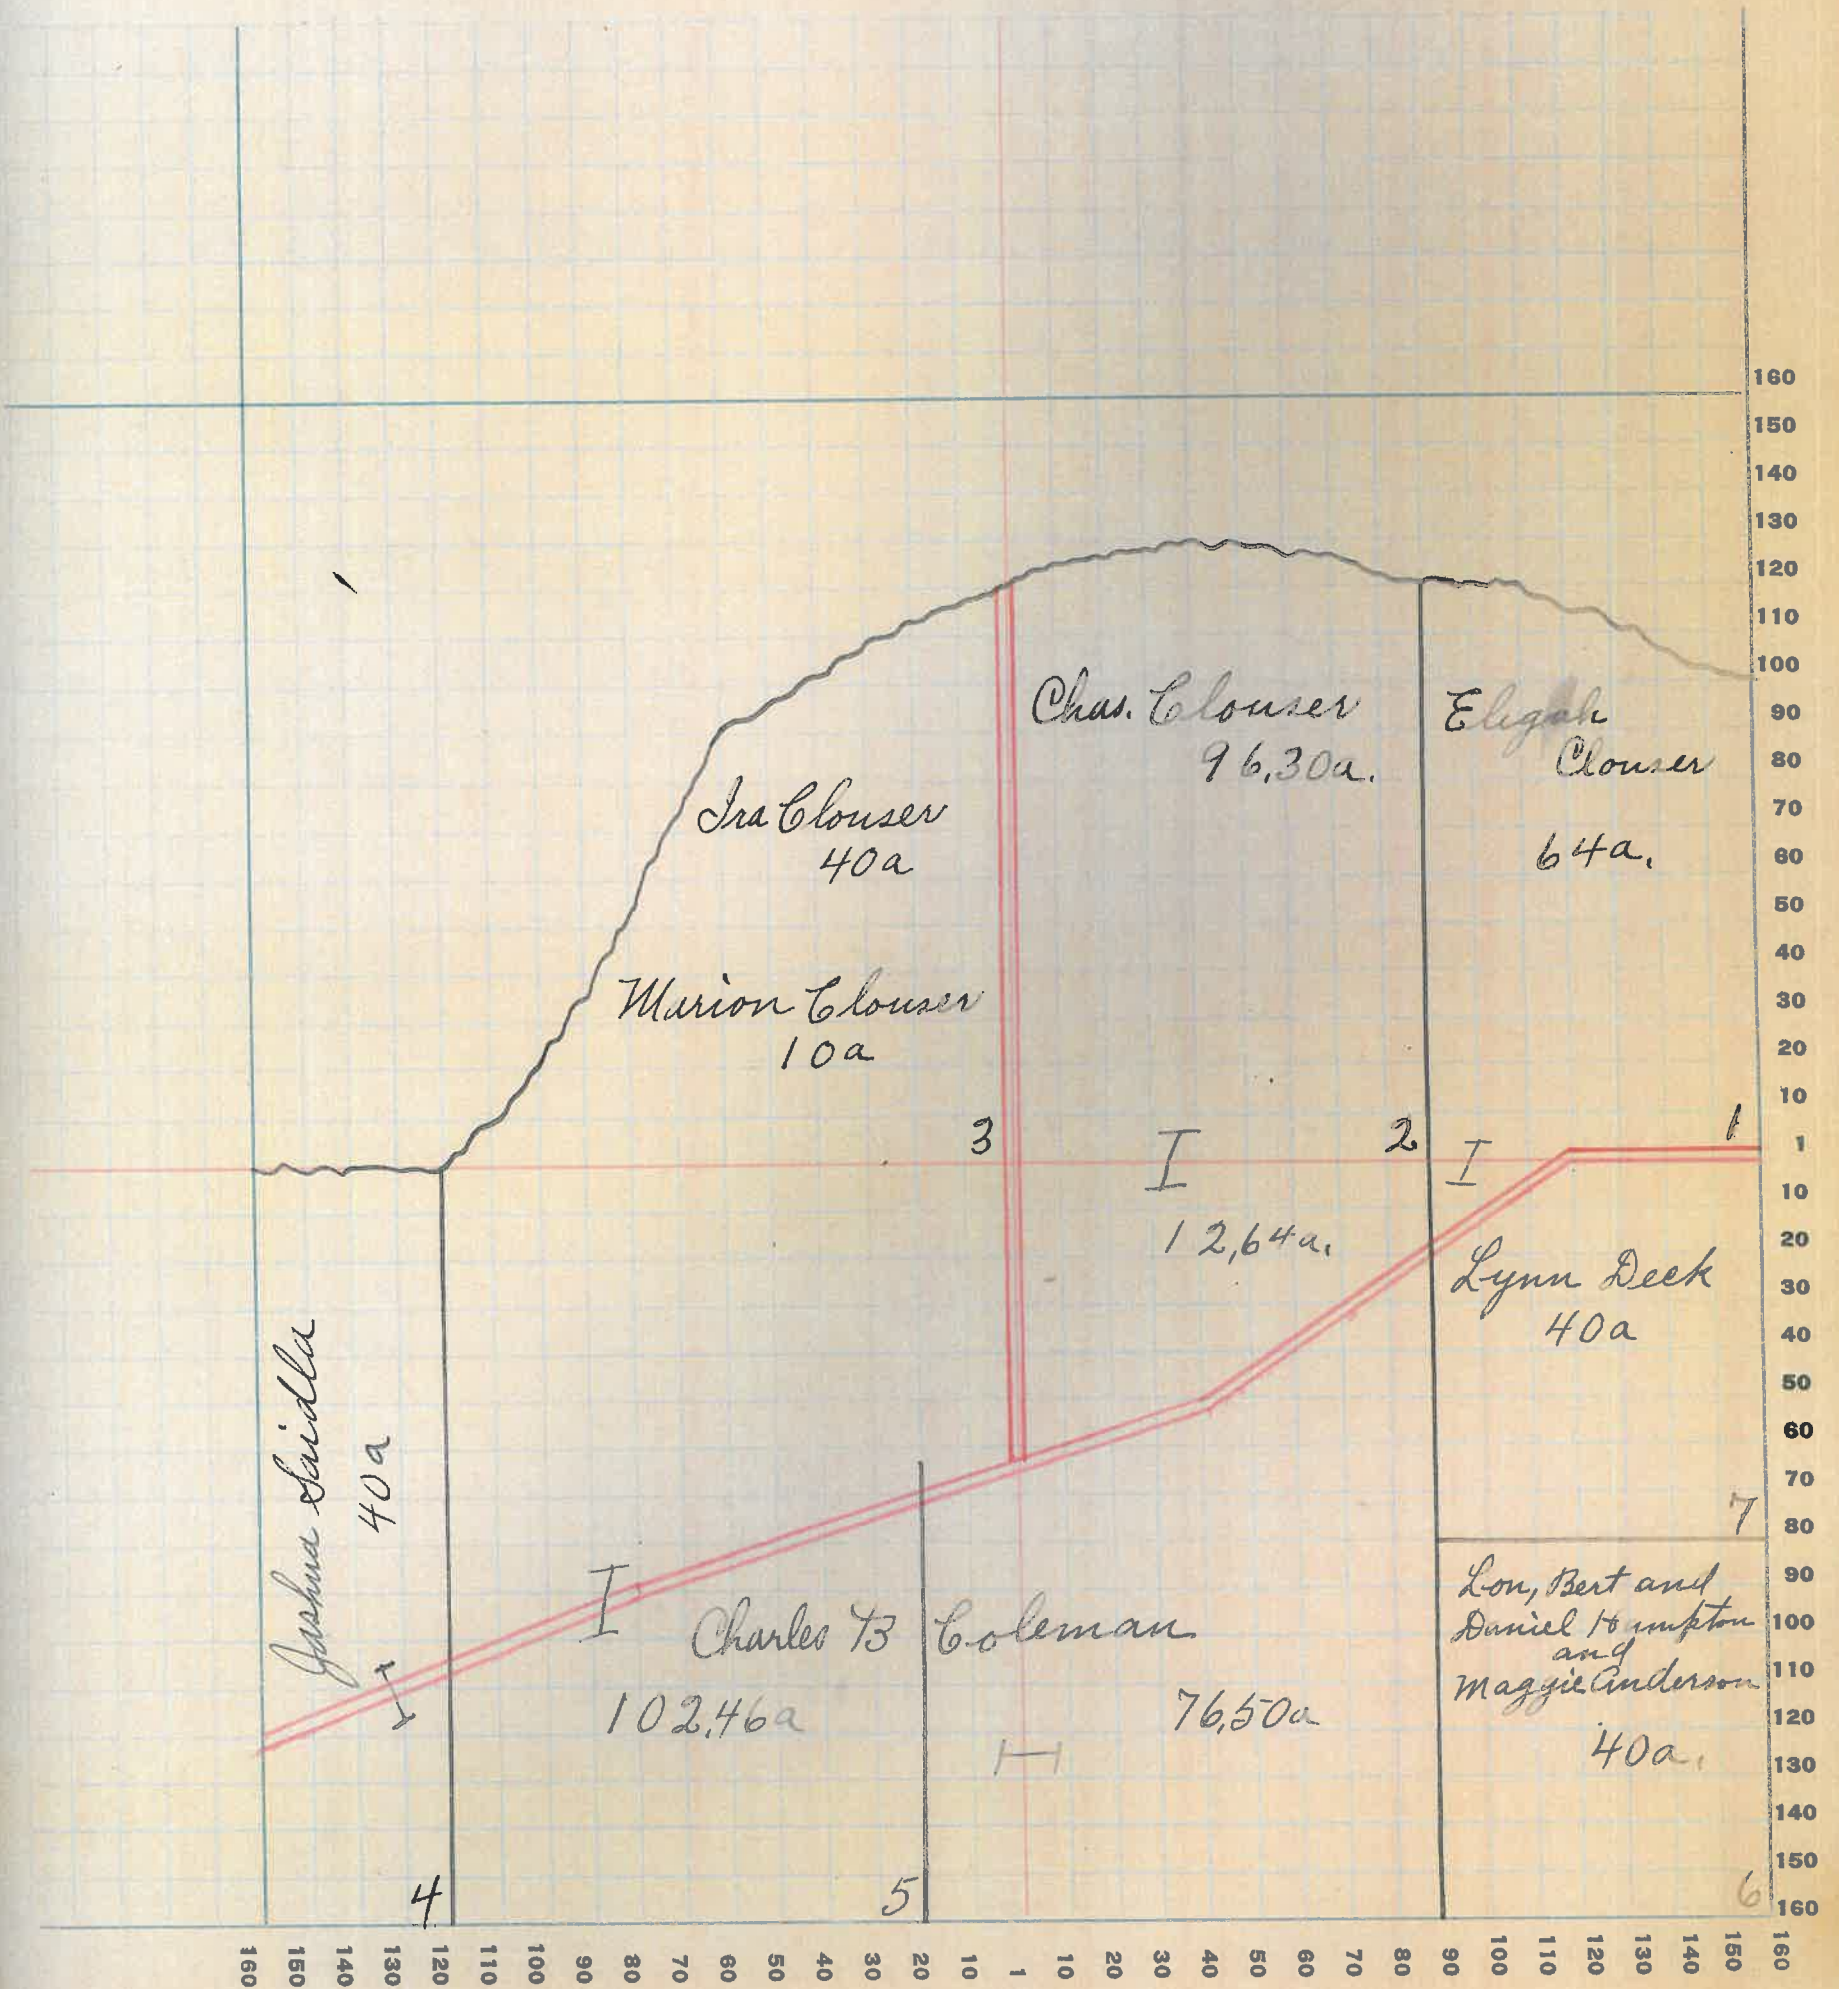 160
150
140
130
120
110
100
90
80
70
60
50
40
30
20
10
1
10
20
30
40
50
60
70
80
90
100
110
120
130
140
150
160
Chas. Clouser
96,30a.
Eligah
Clouser
64a.
Ira Clouser
40a
Marion Clouser
10a
3
I
2
I
1
12,64a.
Lynn Deck
40a
Joshua Saidla
40a
7
I
Charles B Coleman
102,46a
76,50a
I
I
Lon, Bert and
Daniel Humpton
and
Maggie Anderson
40a.
4
5
6
160 150 140 130 120 110 100 90 80 70 60 50 40 30 20 10 1 10 20 30 40 50 60 70 80 90 100 110 120 130 140 150 160